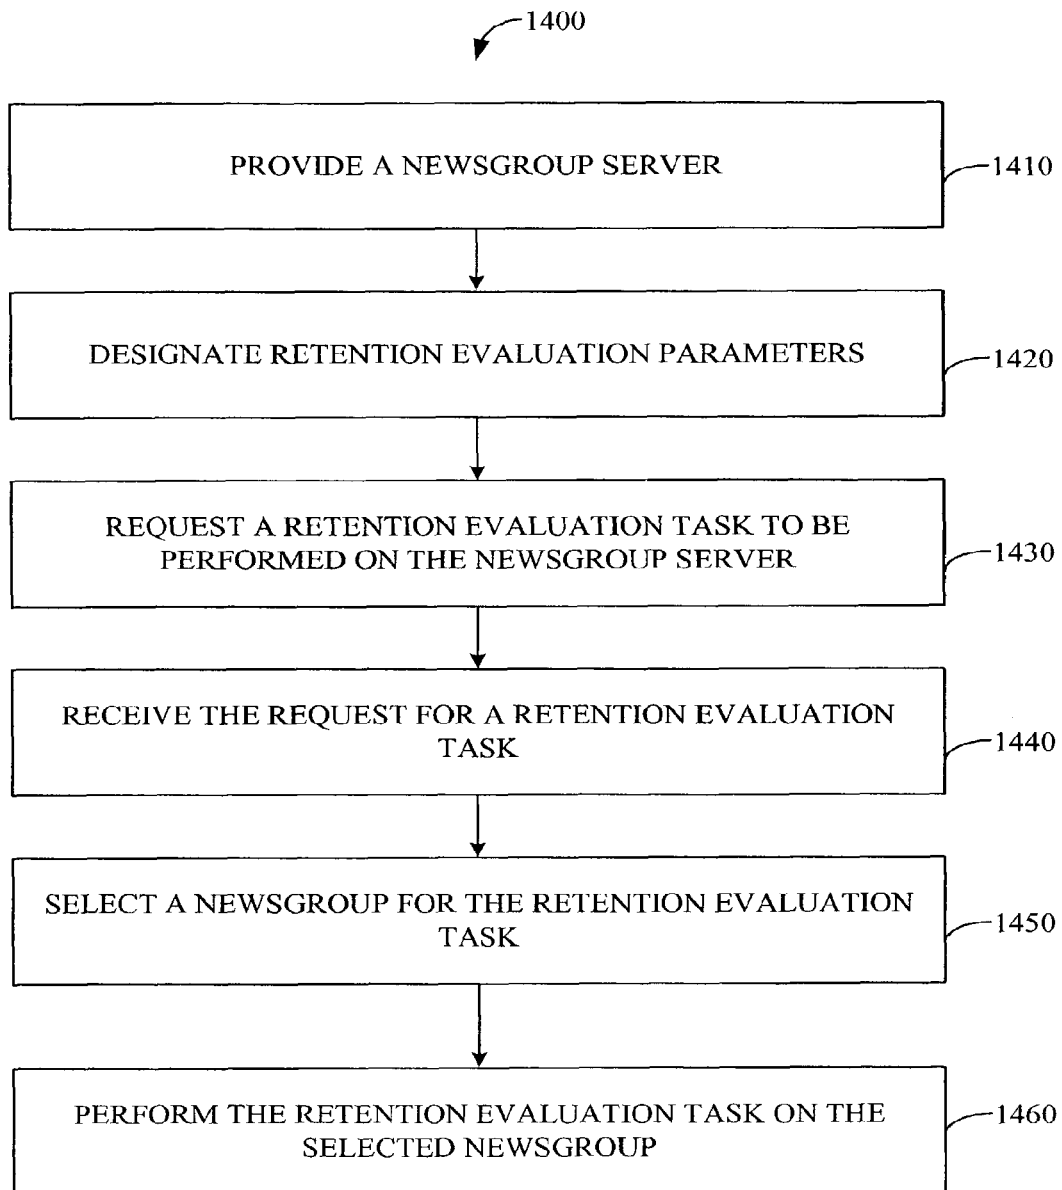 1400
PROVIDE A NEWSGROUP SERVER
1410
DESIGNATE RETENTION EVALUATION PARAMETERS
1420
REQUEST A RETENTION EVALUATION TASK TO BE
PERFORMED ON THE NEWSGROUP SERVER
1430
RECEIVE THE REQUEST FOR A RETENTION EVALUATION
TASK
1440
SELECT A NEWSGROUP FOR THE RETENTION EVALUATION
TASK
1450
PERFORM THE RETENTION EVALUATION TASK ON THE
SELECTED NEWSGROUP
1460